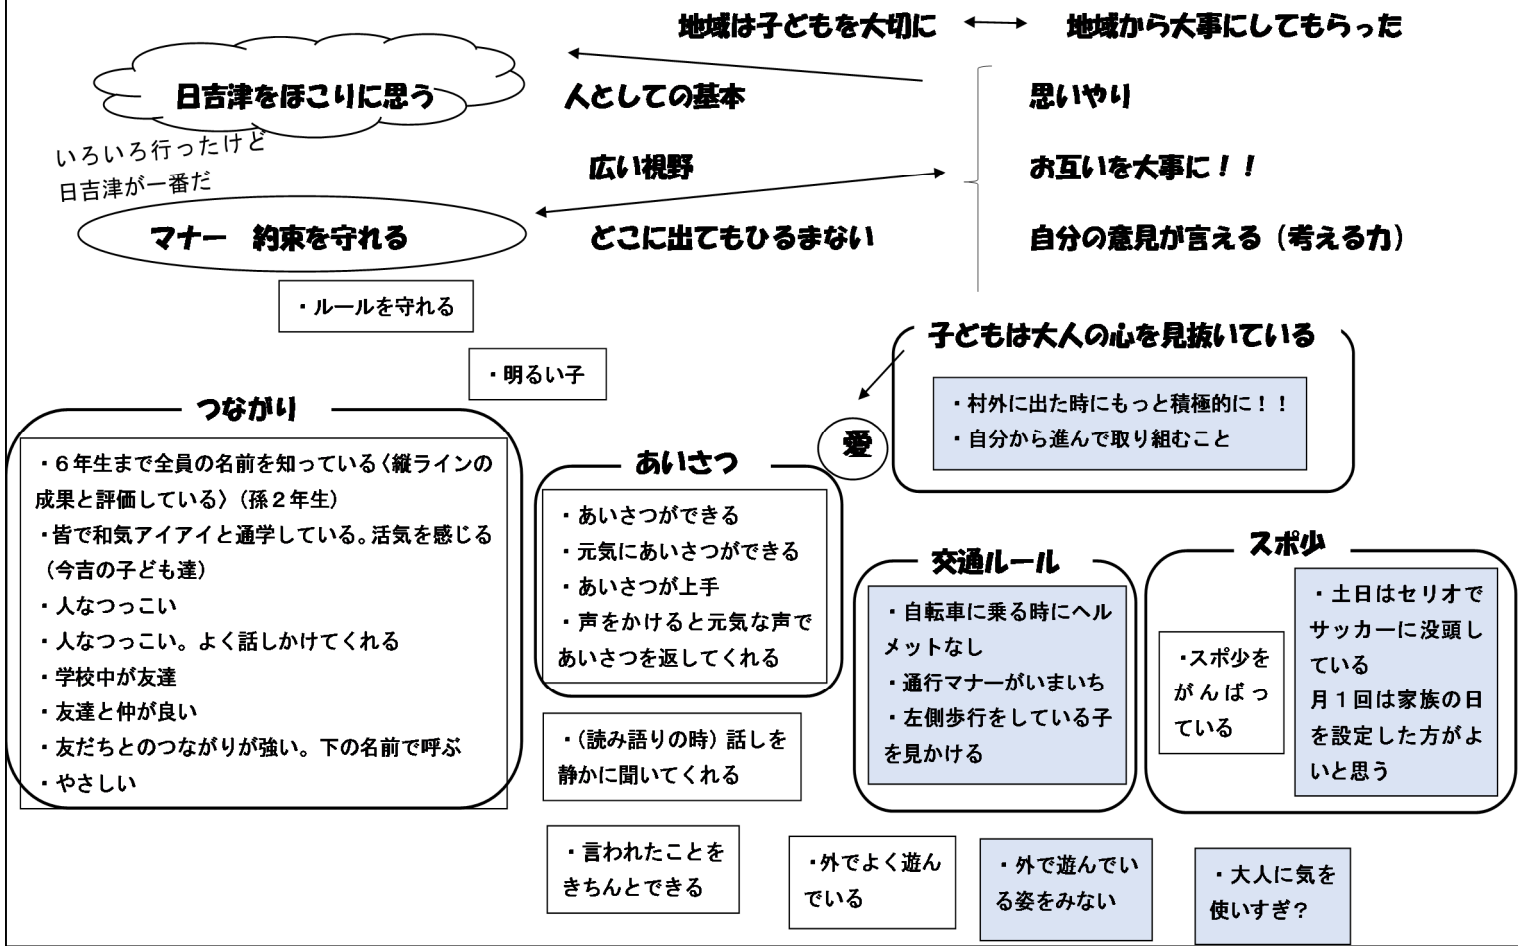 地域は子どもを大切に
地域から大事にしてもらった
日吉津をほこりに思う
人としての基本
思いやり
いろいろ行ったけど
日吉津が一番だ
広い視野
お互いを大事に！！
マナー　約束を守れる
どこに出てもひるまない
自分の意見が言える（考える力）
・ルールを守れる
・明るい子
子どもは大人の心を見抜いている
・村外に出た時にもっと積極的に！！
・自分から進んで取り組むこと
愛
つながり
・６年生まで全員の名前を知っている〈縦ラインの
成果と評価している〉（孫２年生）
・皆で和気アイアイと通学している。活気を感じる
（今吉の子ども達）
・人なつっこい
・人なつっこい。よく話しかけてくれる
・学校中が友達
・友達と仲が良い
・友だちとのつながりが強い。下の名前で呼ぶ
・やさしい
あいさつ
・あいさつができる
・元気にあいさつができる
・あいさつが上手
・声をかけると元気な声で
あいさつを返してくれる
・（読み語りの時）話しを
静かに聞いてくれる
交通ルール
・自転車に乗る時にヘル
メットなし
・通行マナーがいまいち
・左側歩行をしている子
を見かける
スポ少
・スポ少を
がんばっ
ている
・土日はセリオで
サッカーに没頭し
ている
月１回は家族の日
を設定した方がよ
いと思う
・言われたことを
きちんとできる
・外でよく遊ん
でいる
・外で遊んでい
る姿をみない
・大人に気を
使いすぎ？